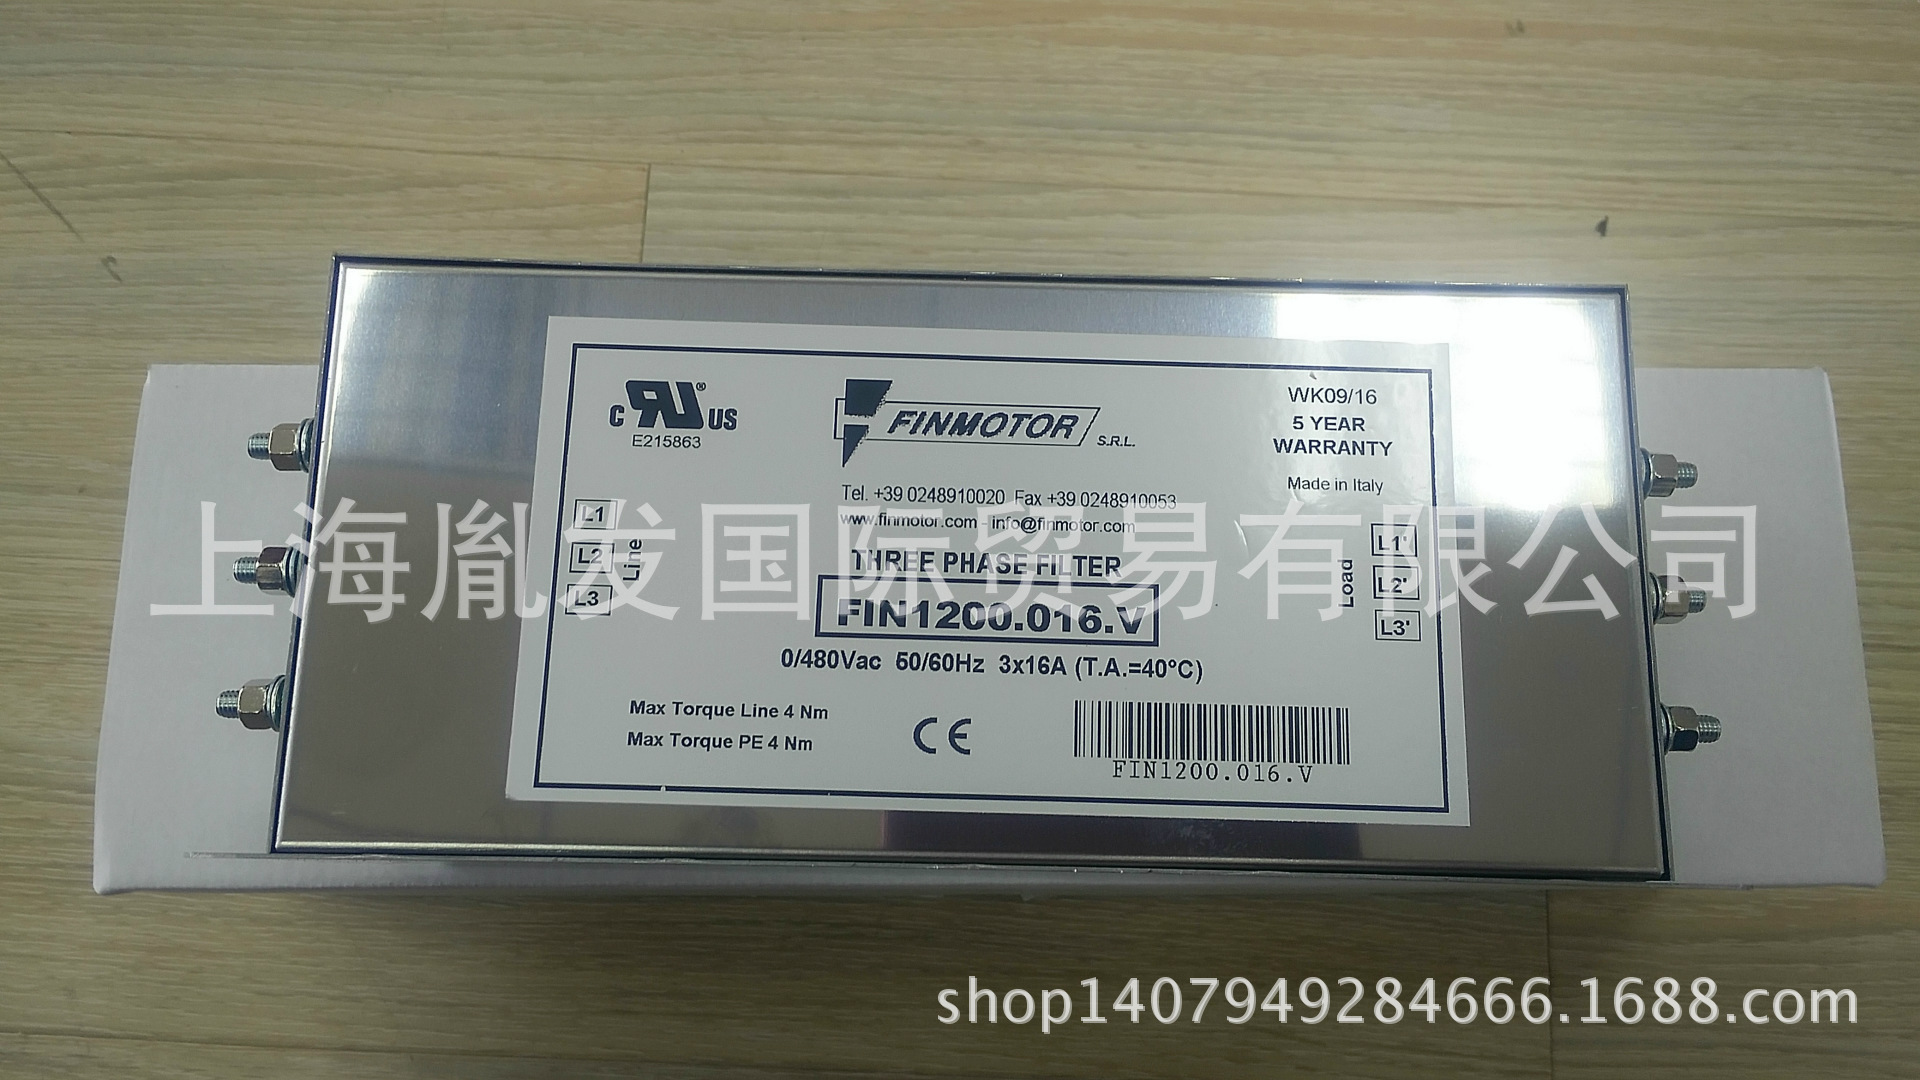 c RU ® US
E215863
FINMOTOR S.R.L.
WK09/16
5 YEAR
WARRANTY
Made in Italy
Tel. +39 0248910020 Fax +39 0248910053
www.finmotor.com - info@finmotor.com
上海胤发国际贸易有限公司
L1
L2
L3
Line
THREE PHASE FILTER
FIN1200.016.V
0/480Vac 50/60Hz 3x16A (T.A.=40°C)
Load
L1'
L2'
L3'
Max Torque Line 4 Nm
Max Torque PE 4 Nm
CE
FIN1200.016.V
shop1407949284666.1688.com